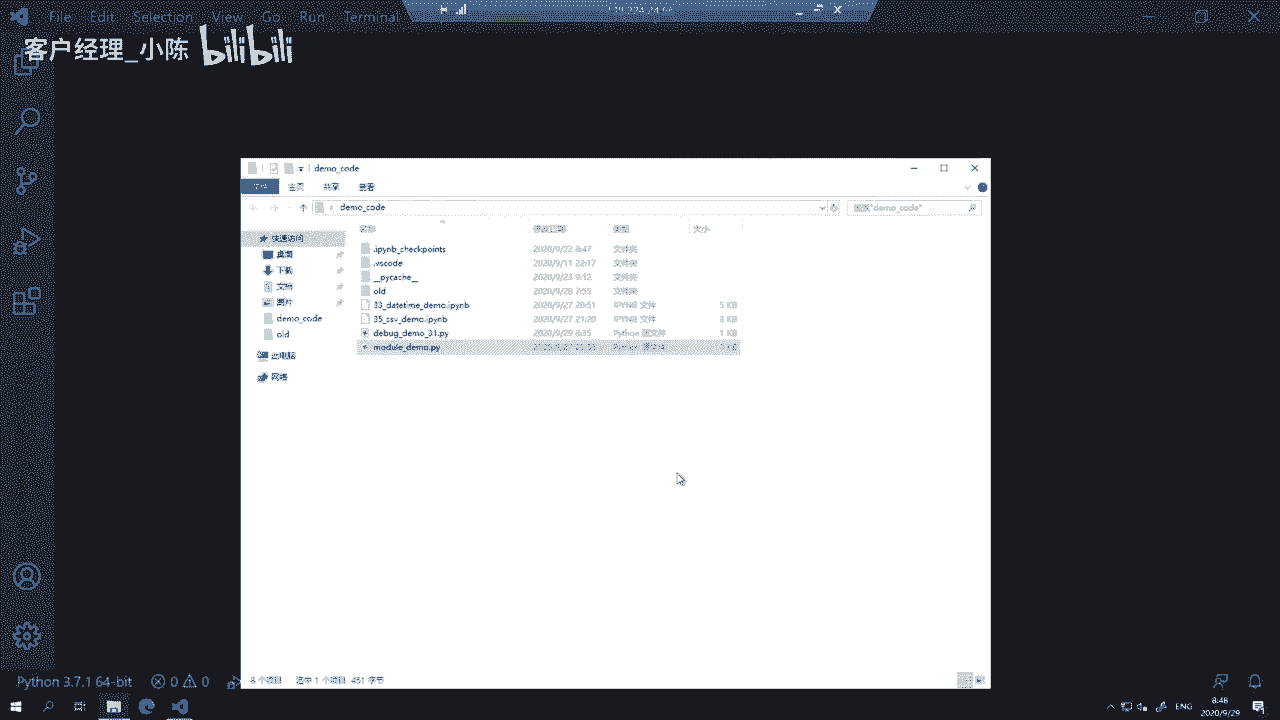 File Edit Selection View Go Run Terminal
客户经理_小陈 bilibili
demo_code
文件 主页 共享 查看
demo_code
搜索"demo_code"
名称 修改日期 类型 大小
快速访问
桌面
下载
文档
图片
demo_code
old
此电脑
网络
.ipynb_checkpoints 2020/9/22 8:47 文件夹
.vscode 2020/9/11 22:17 文件夹
__pycache__ 2020/9/23 9:12 文件夹
old 2020/9/28 7:55 文件夹
33_datetime_demo.ipynb 2020/9/27 20:51 IPYNB 文件 5 KB
35_csv_demo.ipynb 2020/9/27 21:20 IPYNB 文件 8 KB
debug_demo_31.py 2020/9/29 8:35 Python 源文件 1 KB
module_demo.py
8 个项目 选中 1 个项目 431 字节
Python 3.7.1 64-bit 0 0
ENG
8:48
2020/9/29